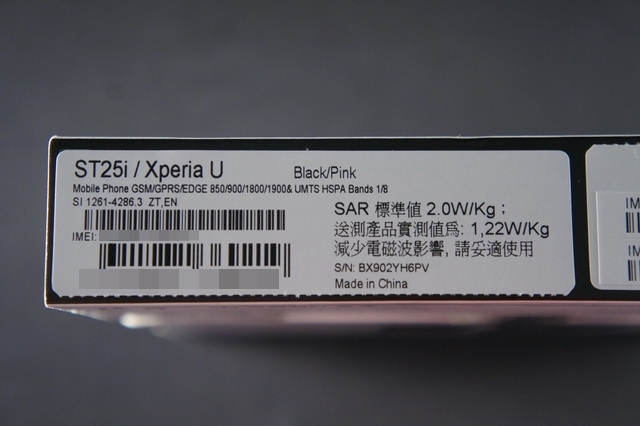 ST25i / Xperia U Black/Pink
Mobile Phone GSM/GPRS/EDGE 850/900/1800/1900& UMTS HSPA Bands 1/8
SI 1261-4286.3 ZT,EN
IMEI:
SAR 標準值 2.0W/Kg；
送測產品實測值為: 1,22W/Kg
減少電磁波影響, 請妥適使用
S/N: BX902YH6PV
Made in China
IM
IM